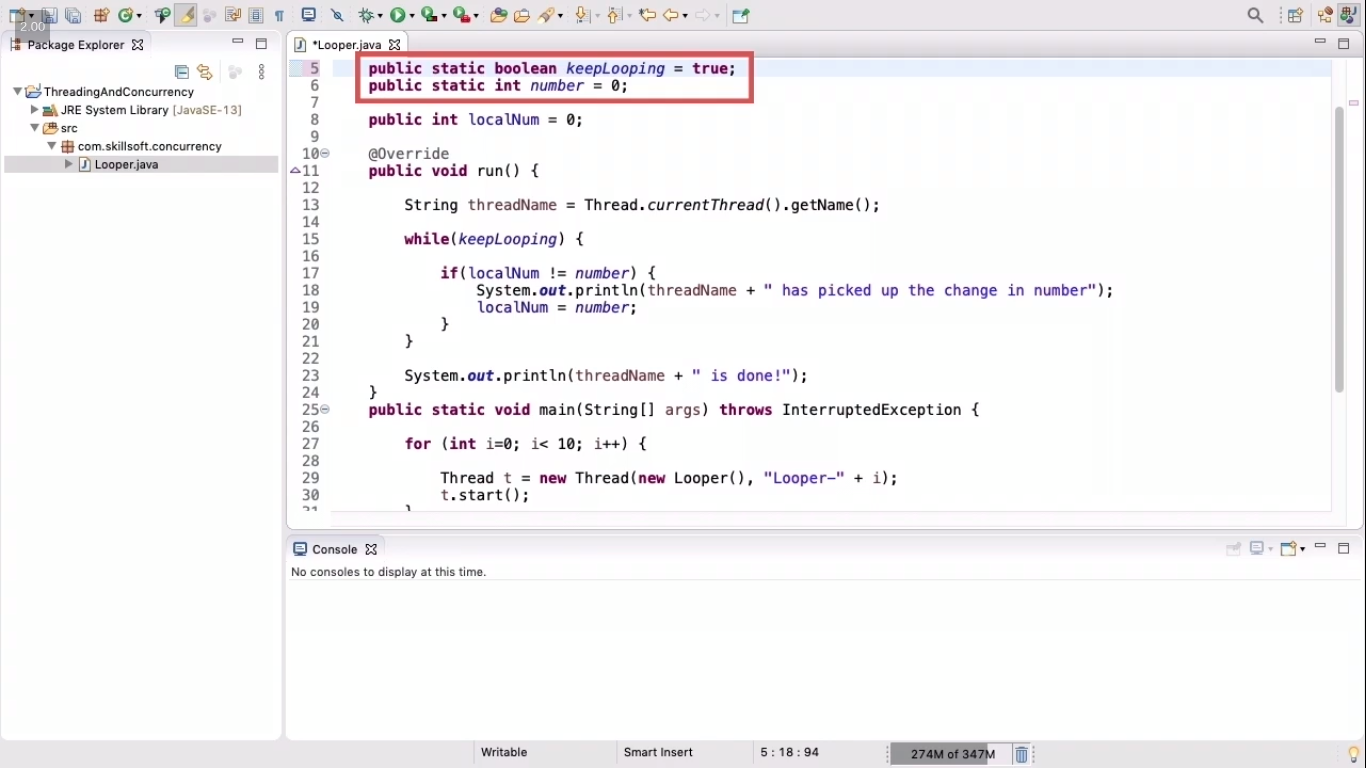 2.00
Package Explorer
*Looper.java
ThreadingAndConcurrency
JRE System Library [JavaSE-13]
src
com.skillsoft.concurrency
Looper.java
5 public static boolean keepLooping = true;
6 public static int number = 0;
7
8 public int localNum = 0;
9
10 @Override
11 public void run() {
12
13 String threadName = Thread.currentThread().getName();
14
15 while(keepLooping) {
16
17 if(localNum != number) {
18 System.out.println(threadName + " has picked up the change in number");
19 localNum = number;
20 }
21 }
22
23 System.out.println(threadName + " is done!");
24 }
25 public static void main(String[] args) throws InterruptedException {
26
27 for (int i=0; i< 10; i++) {
28
29 Thread t = new Thread(new Looper(), "Looper-" + i);
30 t.start();
31 }
Console
No consoles to display at this time.
Writable
Smart Insert
5 : 18 : 94
274M of 347M